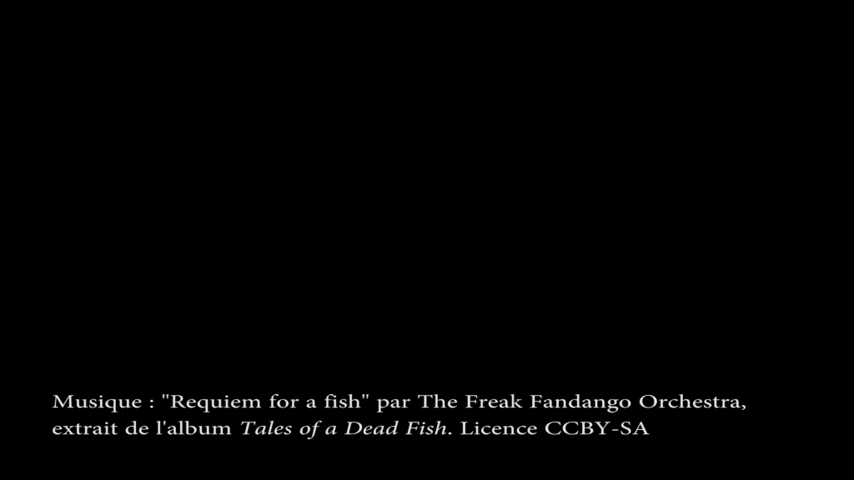 Musique : "Requiem for a fish" par The Freak Fandango Orchestra,
extrait de l'album Tales of a Dead Fish. Licence CCBY-SA